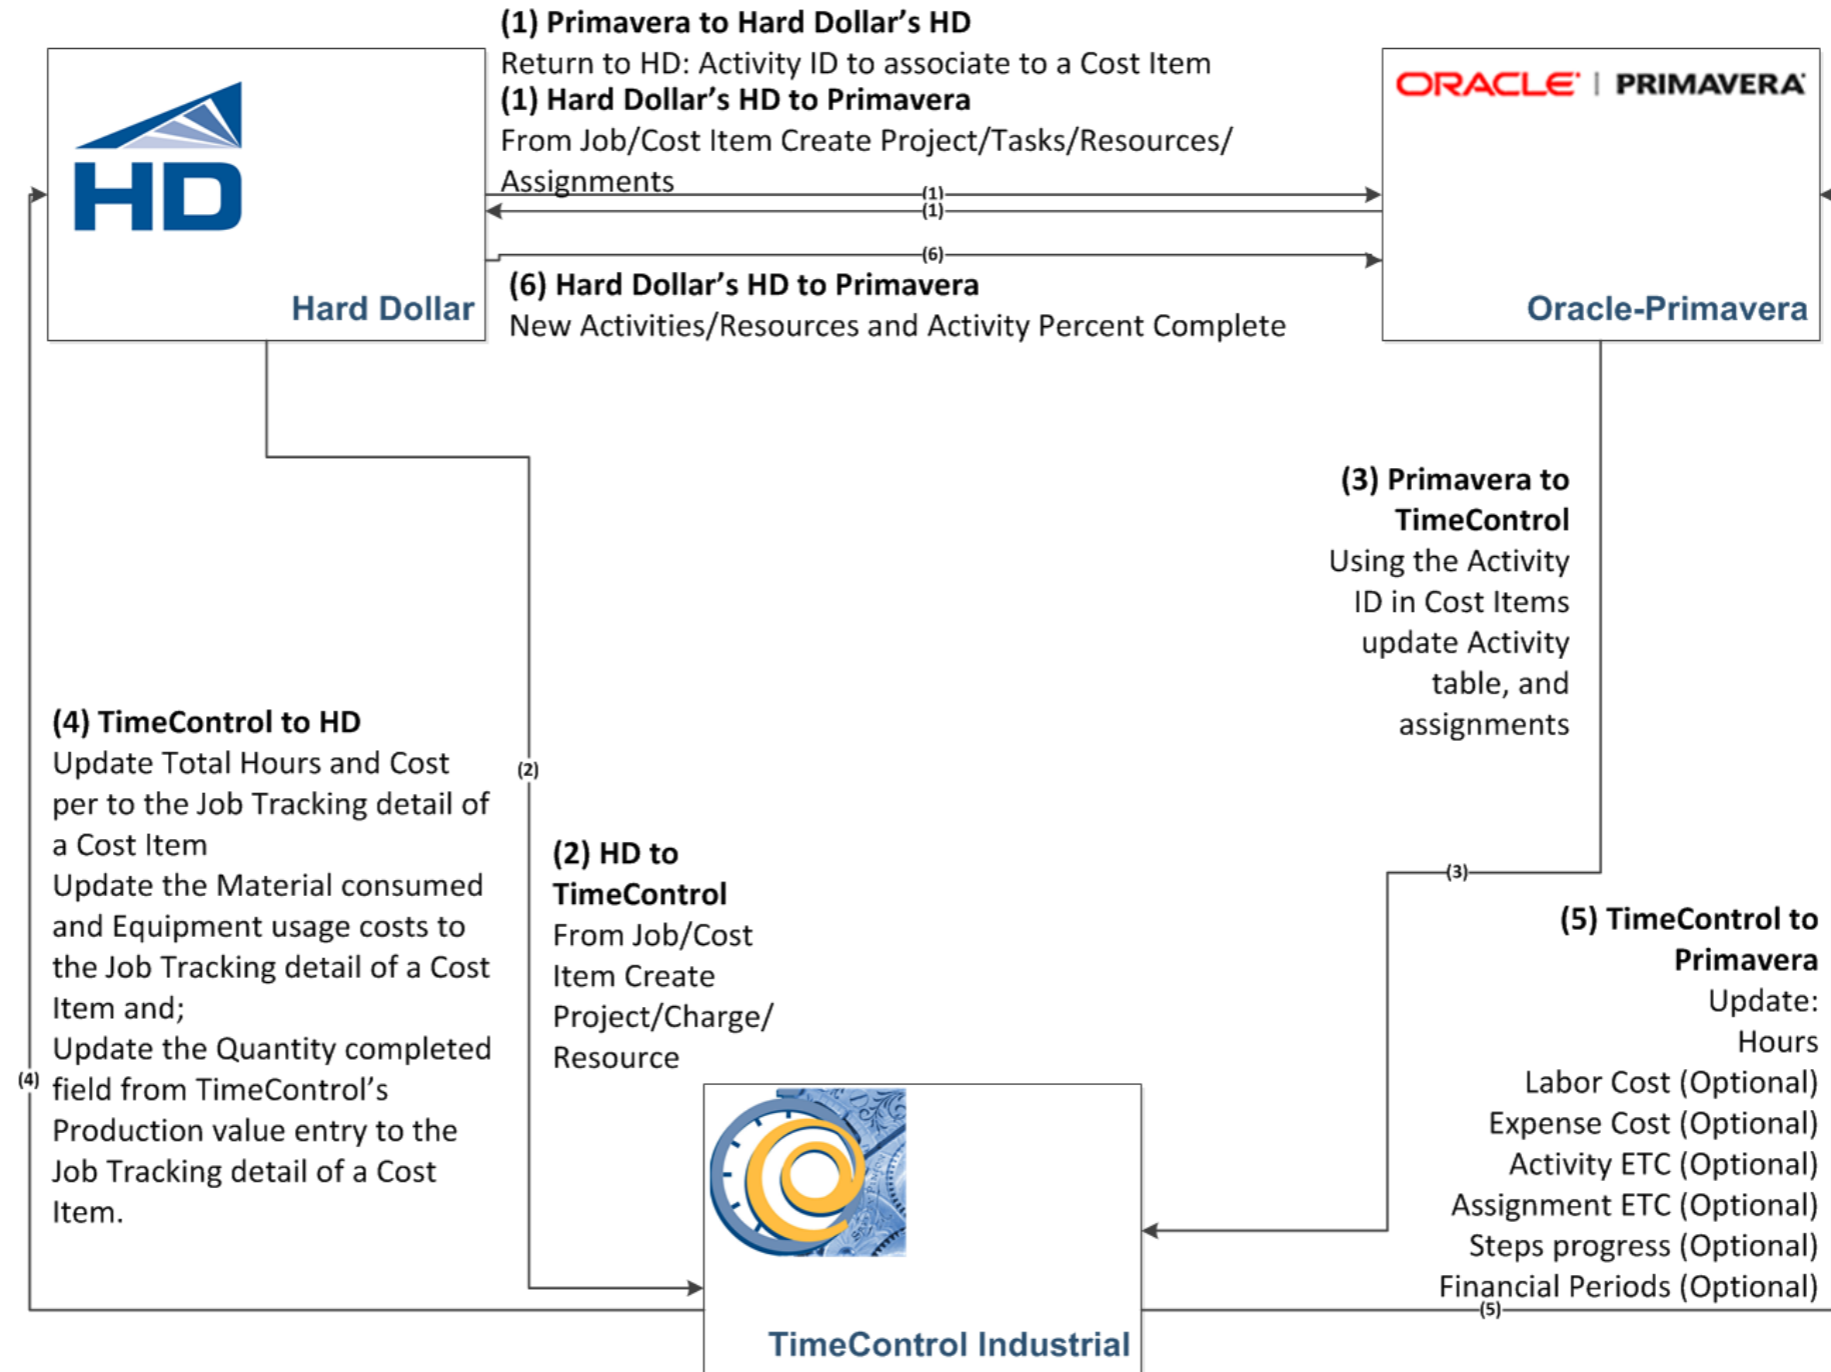 (1) Primavera to Hard Dollar's HD
Return to HD: Activity ID to associate to a Cost Item
(1) Hard Dollar's HD to Primavera
From Job/Cost Item Create Project/Tasks/Resources/
Assignments
HD
Hard Dollar
ORACLE | PRIMAVERA
Oracle-Primavera
(1)
(1)
(6)
(6) Hard Dollar's HD to Primavera
New Activities/Resources and Activity Percent Complete
(3) Primavera to
TimeControl
Using the Activity
ID in Cost Items
update Activity
table, and
assignments
(4) TimeControl to HD
Update Total Hours and Cost
per to the Job Tracking detail of
a Cost Item
Update the Material consumed
and Equipment usage costs to
the Job Tracking detail of a Cost
Item and;
Update the Quantity completed
field from TimeControl's
Production value entry to the
Job Tracking detail of a Cost
Item.
(4)
(2)
(2) HD to
TimeControl
From Job/Cost
Item Create
Project/Charge/
Resource
(3)
(5) TimeControl to
Primavera
Update:
Hours
Labor Cost (Optional)
Expense Cost (Optional)
Activity ETC (Optional)
Assignment ETC (Optional)
Steps progress (Optional)
Financial Periods (Optional)
(5)
TimeControl Industrial